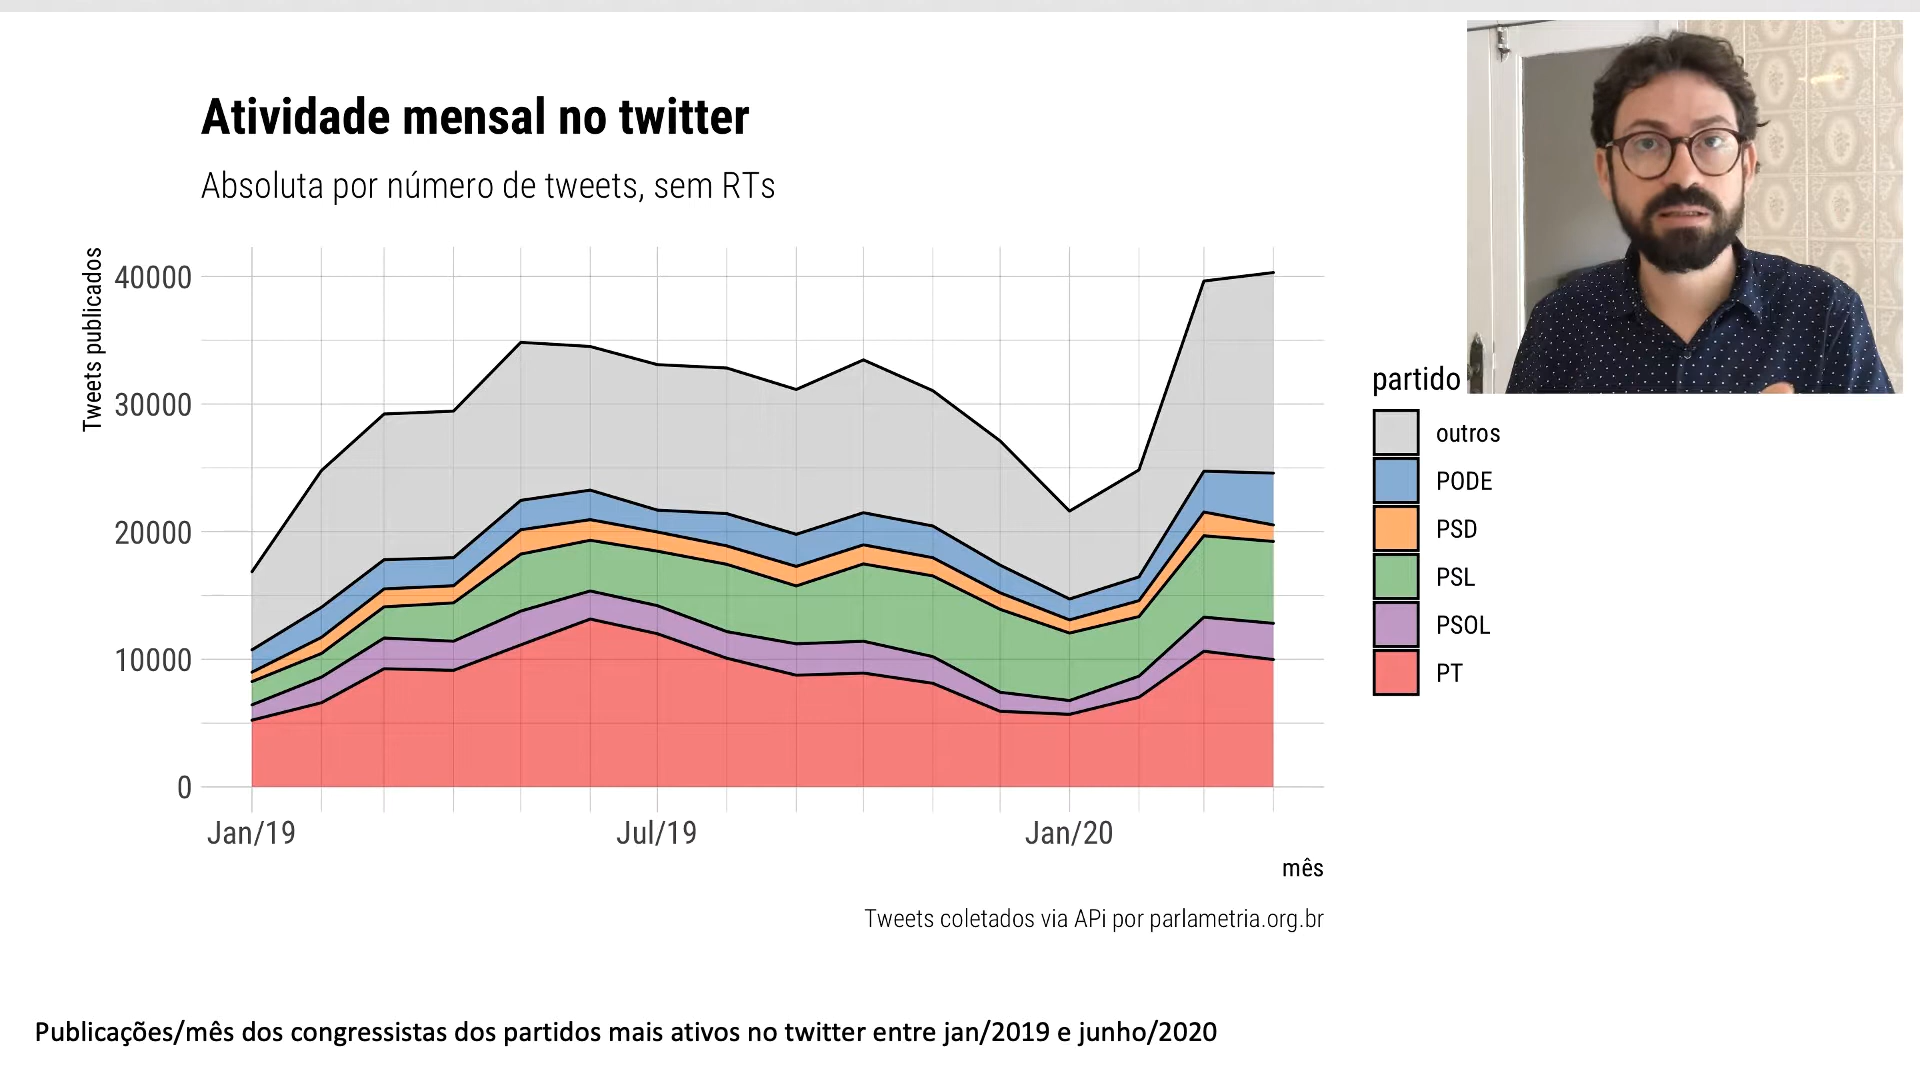 Atividade mensal no twitter
Absoluta por número de tweets, sem RTs
Tweets publicados
40000
30000
20000
10000
0
Jan/19
Jul/19
Jan/20
mês
partido
outros
PODE
PSD
PSL
PSOL
PT
Tweets coletados via APi por parlametria.org.br
Publicações/mês dos congressistas dos partidos mais ativos no twitter entre jan/2019 e junho/2020